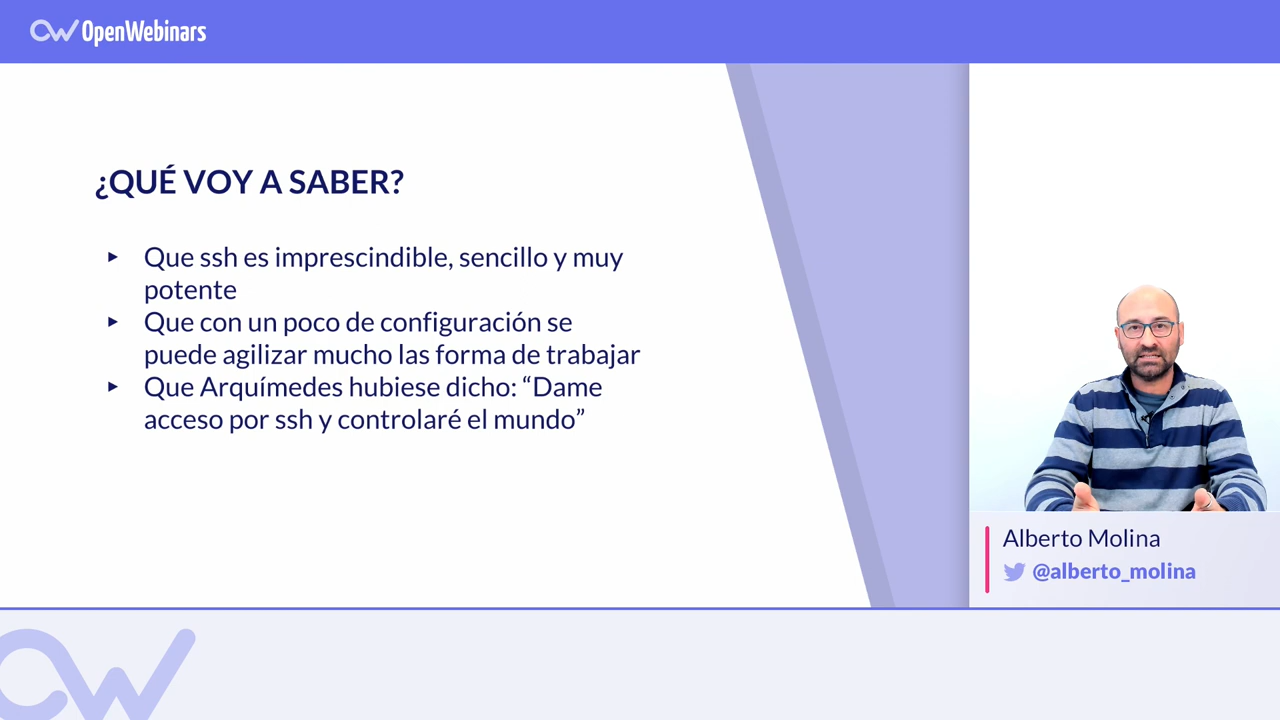 OpenWebinars
¿QUÉ VOY A SABER?
‣ Que ssh es imprescindible, sencillo y muy
potente
‣ Que con un poco de configuración se
puede agilizar mucho las forma de trabajar
‣ Que Arquímedes hubiese dicho: “Dame
acceso por ssh y controlaré el mundo”
Alberto Molina
@alberto_molina